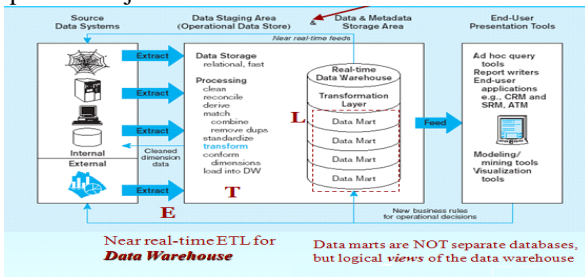 Source
Data Systems
Data Staging Area
(Operational Data Store)
&
Data & Metadata
Storage Area
End-User
Presentation Tools
Near real-time feeds
Extract
Extract
Extract
Extract
Internal
External
Cleaned
dimension
data
E
Data Storage
relational, fast
Processing
clean
reconcile
derive
match
combine
remove dups
standardize
transform
conform
dimensions
load into DW
T
L
Real-time
Data Warehouse
Transformation
Layer
Data Mart
Data Mart
Data Mart
Data Mart
Feed
Ad hoc query
tools
Report writers
End-user
applications
e.g., CRM and
SRM, ATM
Modeling/
mining tools
Visualization
tools
New business rules
for operational decisions
Near real-time ETL for
Data Warehouse
Data marts are NOT separate databases,
but logical views of the data warehouse